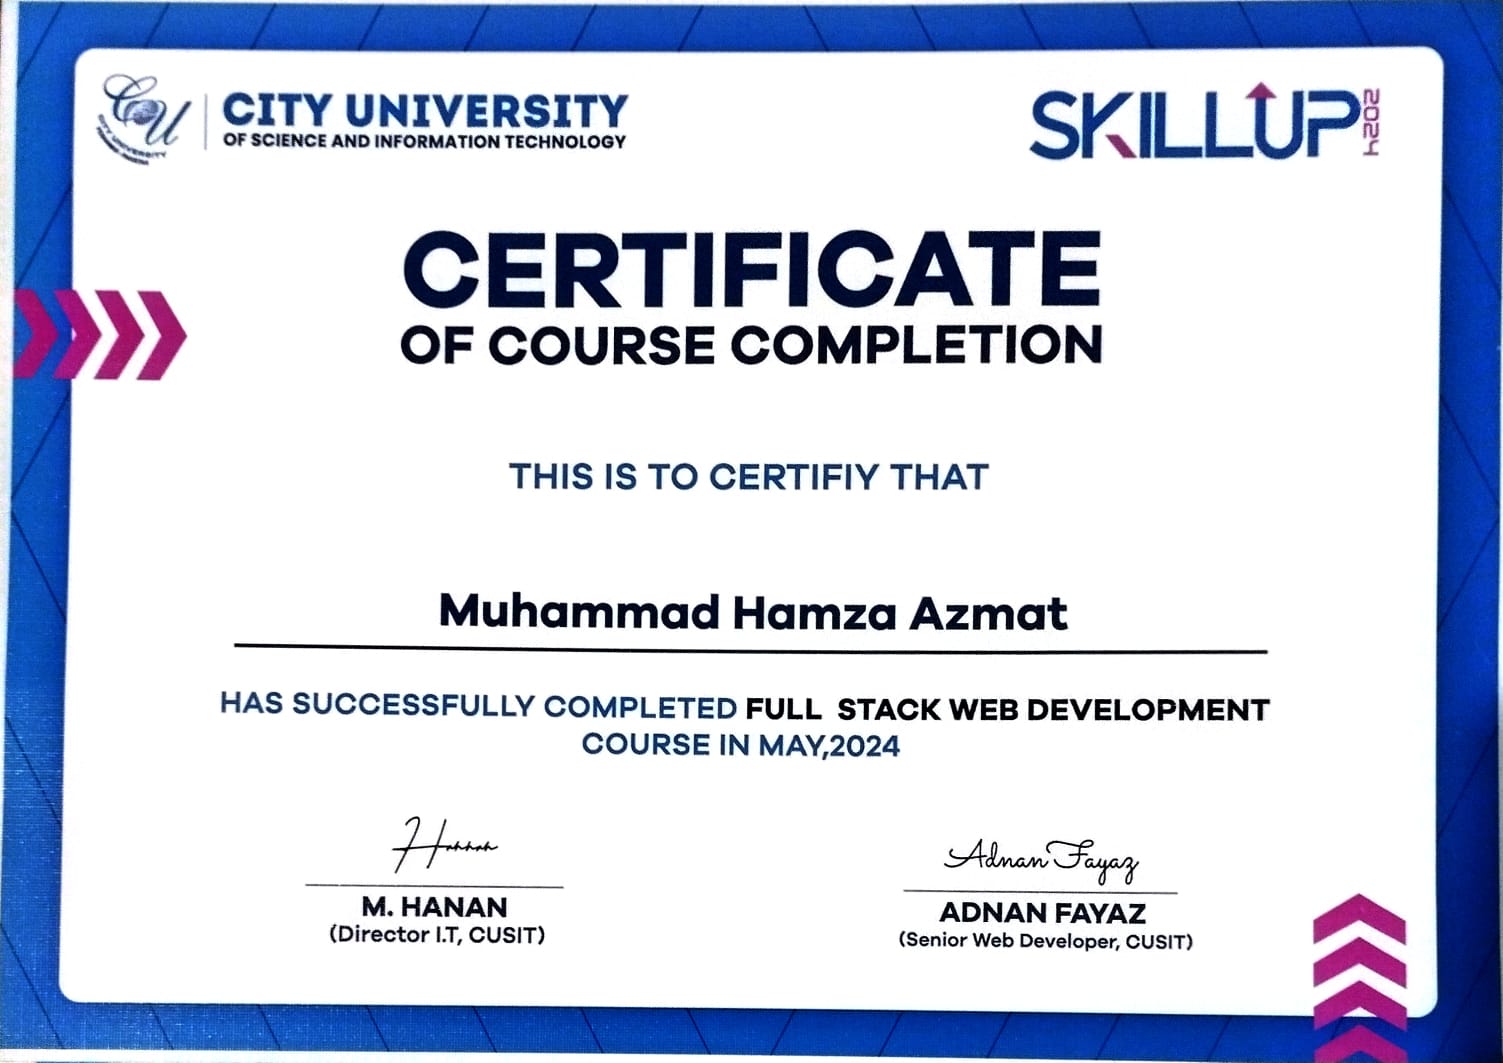 CITY UNIVERSITY
OF SCIENCE AND INFORMATION TECHNOLOGY
SKILLUP 2024
CERTIFICATE
OF COURSE COMPLETION
THIS IS TO CERTIFIY THAT
Muhammad Hamza Azmat
HAS SUCCESSFULLY COMPLETED FULL STACK WEB DEVELOPMENT
COURSE IN MAY,2024
Hannah
Adnan Fayaz
M. HANAN
(Director I.T, CUSIT)
ADNAN FAYAZ
(Senior Web Developer, CUSIT)